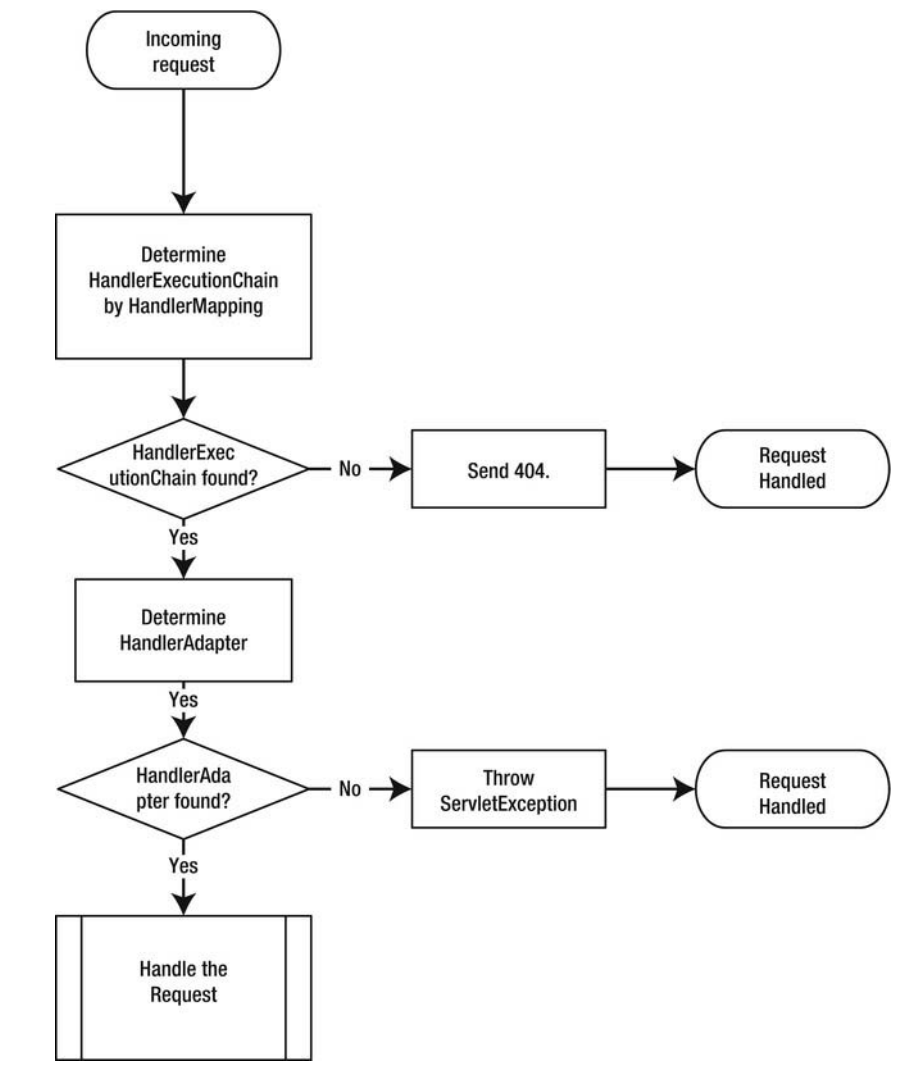 Incoming
request
Determine
HandlerExecutionChain
by HandlerMapping
HandlerExec
utionChain found?
No
Send 404.
Request
Handled
Yes
Determine
HandlerAdapter
Yes
HandlerAda
pter found?
No
Throw
ServletException
Request
Handled
Yes
Handle the
Request